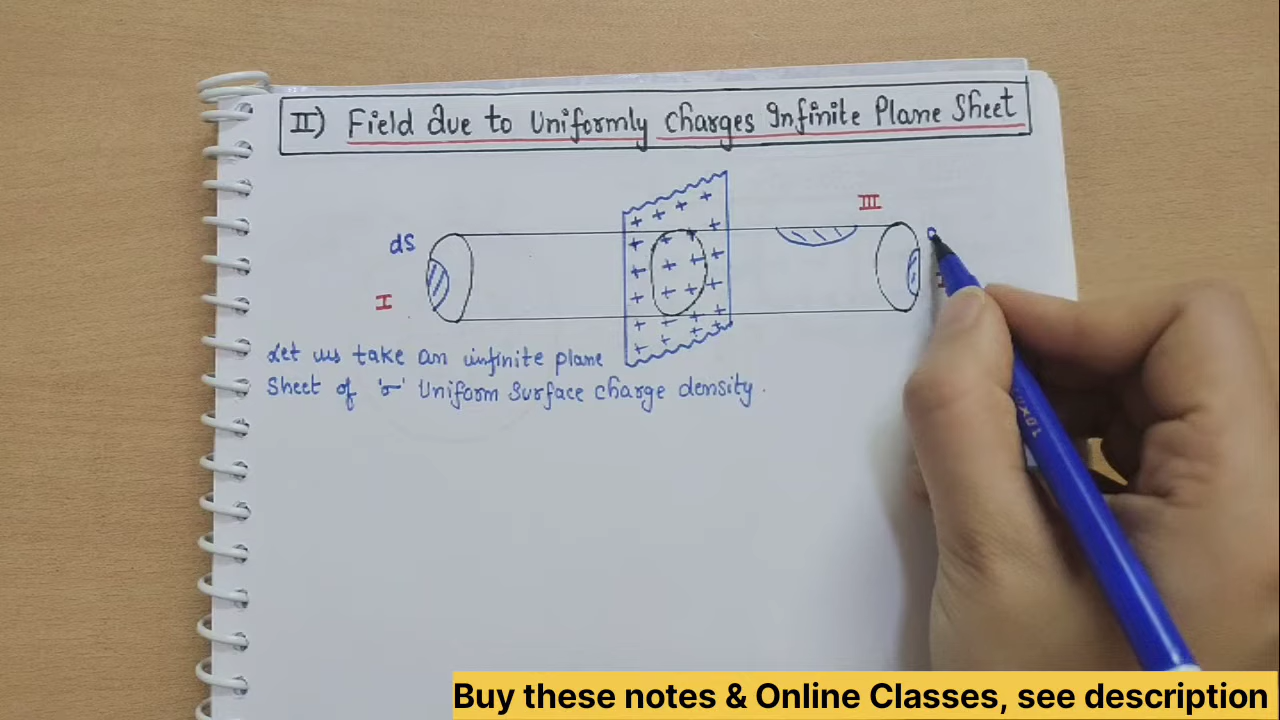 II) Field due to Uniformly charges Infinite Plane Sheet
III
dS
I
Let us take an infinite plane
Sheet of 'σ' Uniform Surface charge density.
Buy these notes & Online Classes, see description